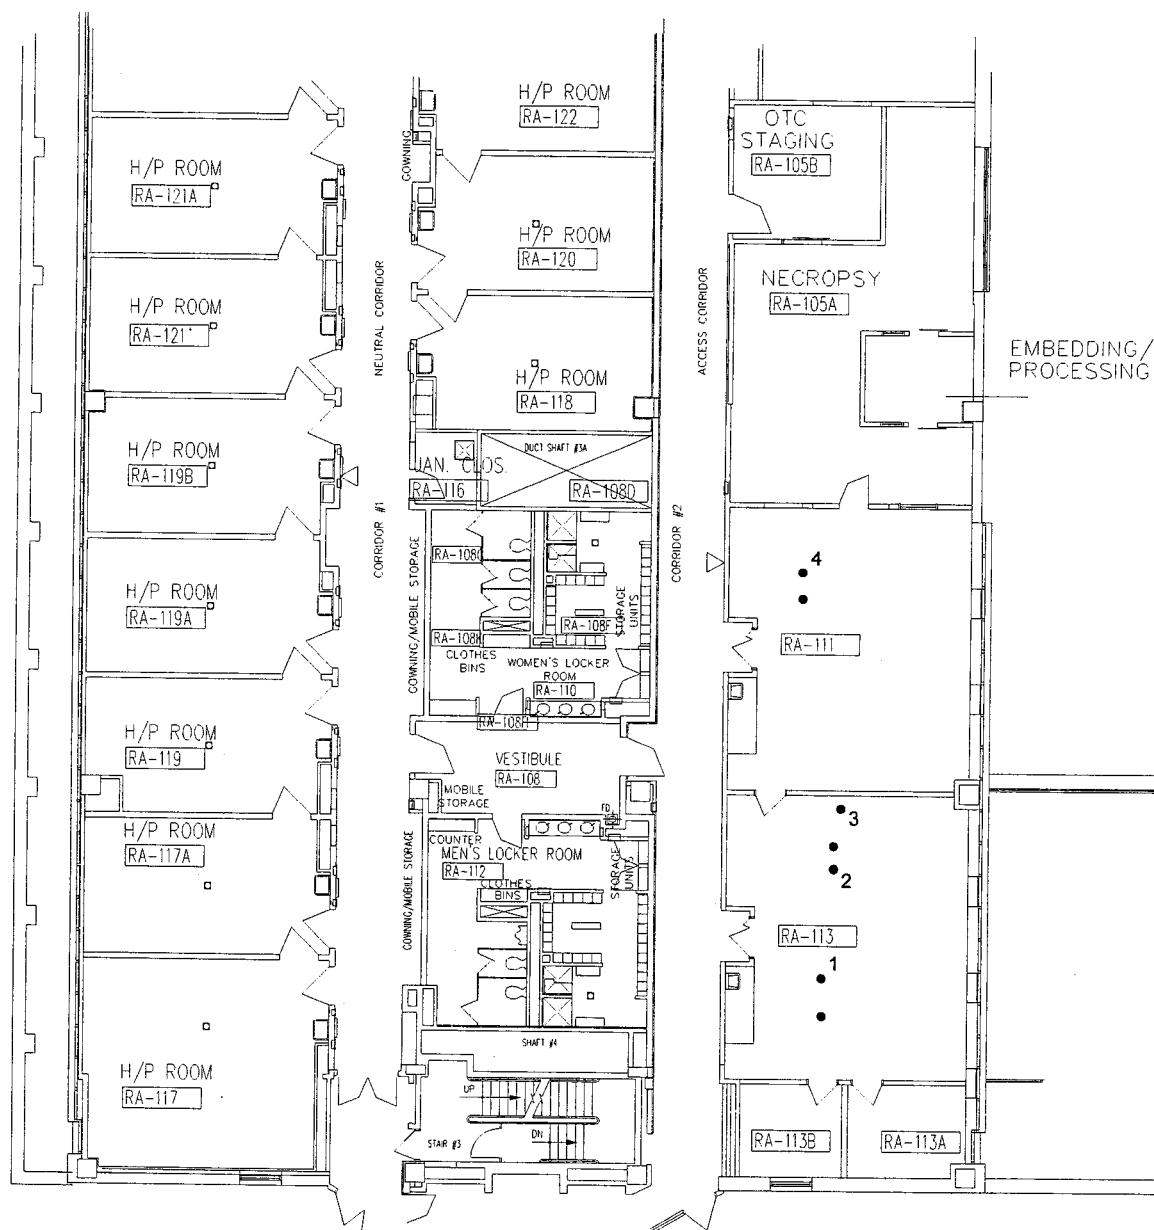 H/P ROOM
RA-122
OTC
STAGING
RA-105B
GOWNING
H/P ROOM
RA-121A
H/P ROOM
RA-120
NECROPSY
RA-105A
NEUTRAL CORRIDOR
ACCESS CORRIDOR
H/P ROOM
RA-121
EMBEDDING/
PROCESSING
H/P ROOM
RA-118
H/P ROOM
RA-119B
DUCT SHAFT #3A
JAN. CLOS.
RA-116
RA-108D
CORRIDOR #1
CORRIDOR #2
GOWNING/MOBILE STORAGE
RA-108G
4
H/P ROOM
RA-119A
RA-108F
STORAGE
UNITS
RA-108K
CLOTHES
BINS
WOMEN'S LOCKER
ROOM
RA-110
RA-111
H/P ROOM
RA-119
VESTIBULE
RA-108
MOBILE
STORAGE
FD
3
H/P ROOM
RA-117A
COUNTER
MEN'S LOCKER ROOM
RA-112
CLOTHES
BINS
STORAGE
UNITS
2
GOWNING/MOBILE STORAGE
RA-113
1
SHAFT #4
H/P ROOM
RA-117
UP
STAIR #3
DN
RA-113B
RA-113A